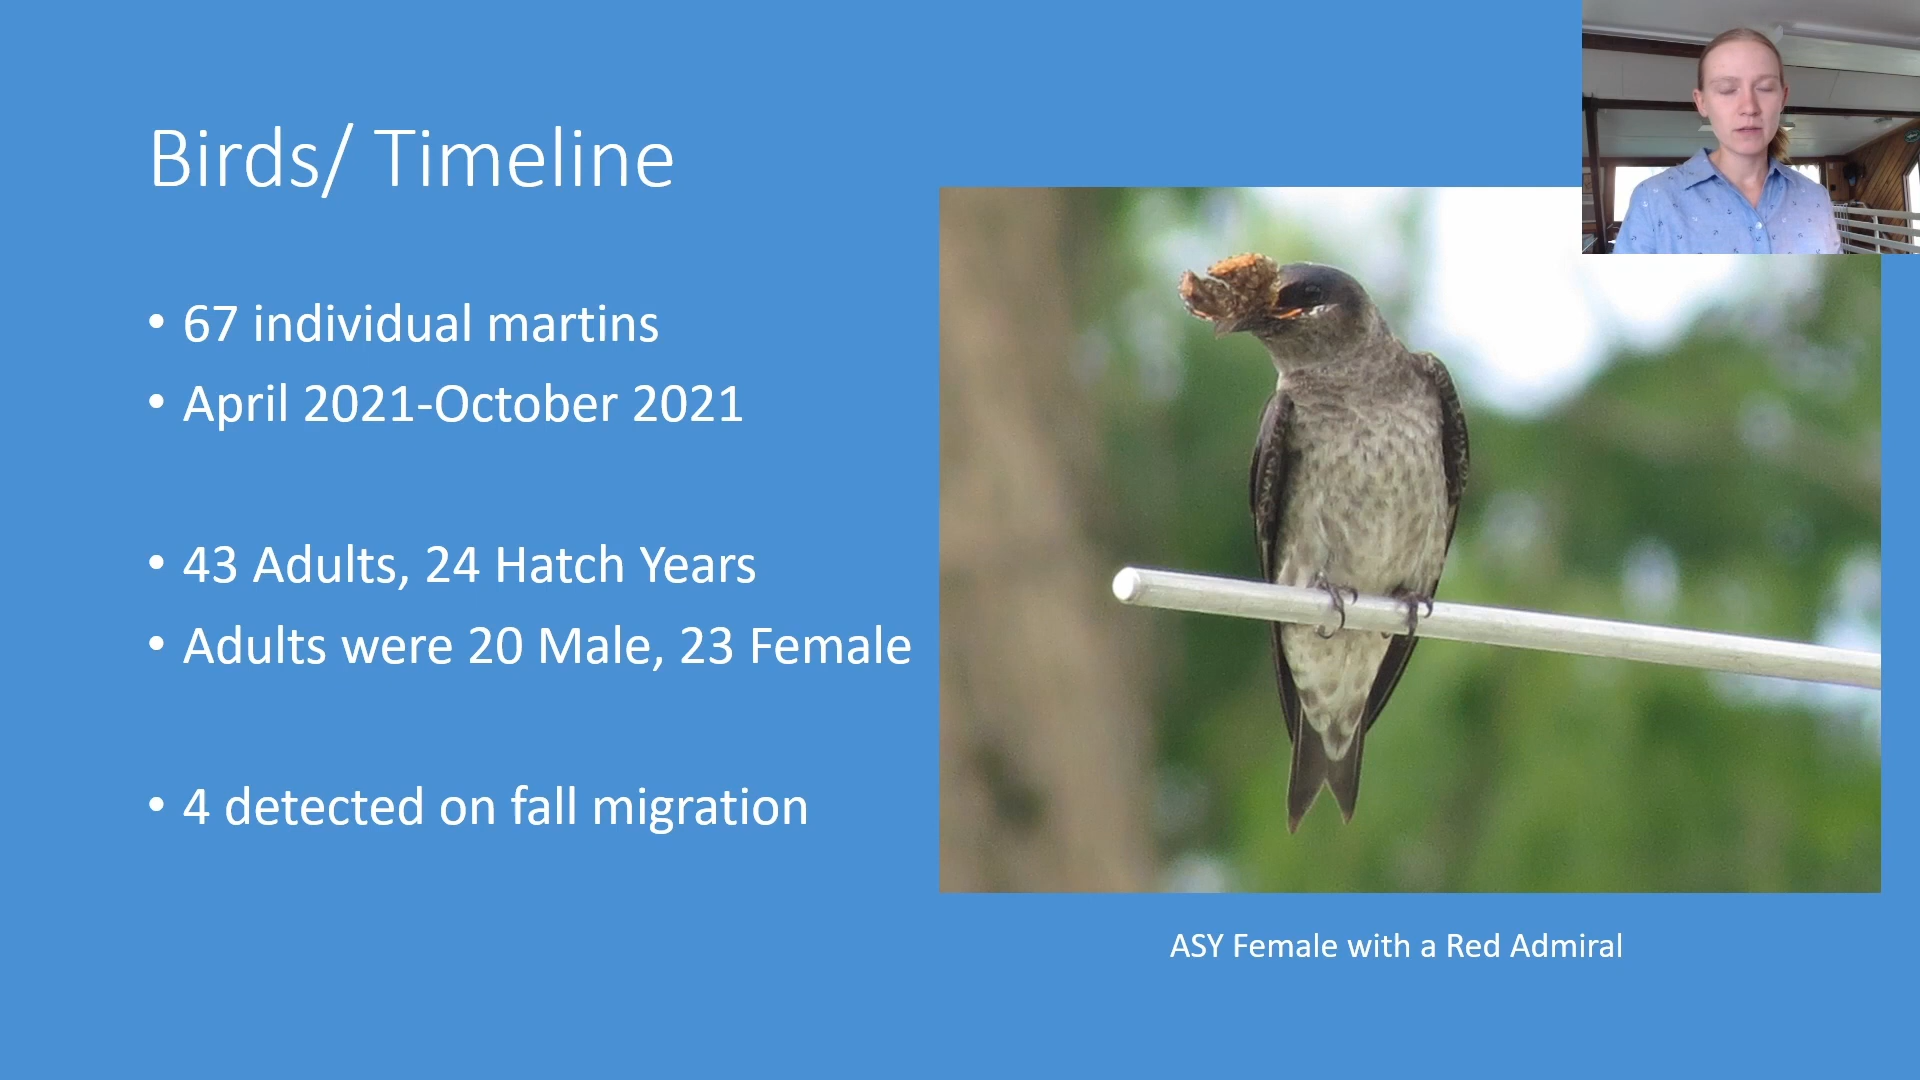 Birds/ Timeline
• 67 individual martins
• April 2021-October 2021
• 43 Adults, 24 Hatch Years
• Adults were 20 Male, 23 Female
• 4 detected on fall migration
ASY Female with a Red Admiral